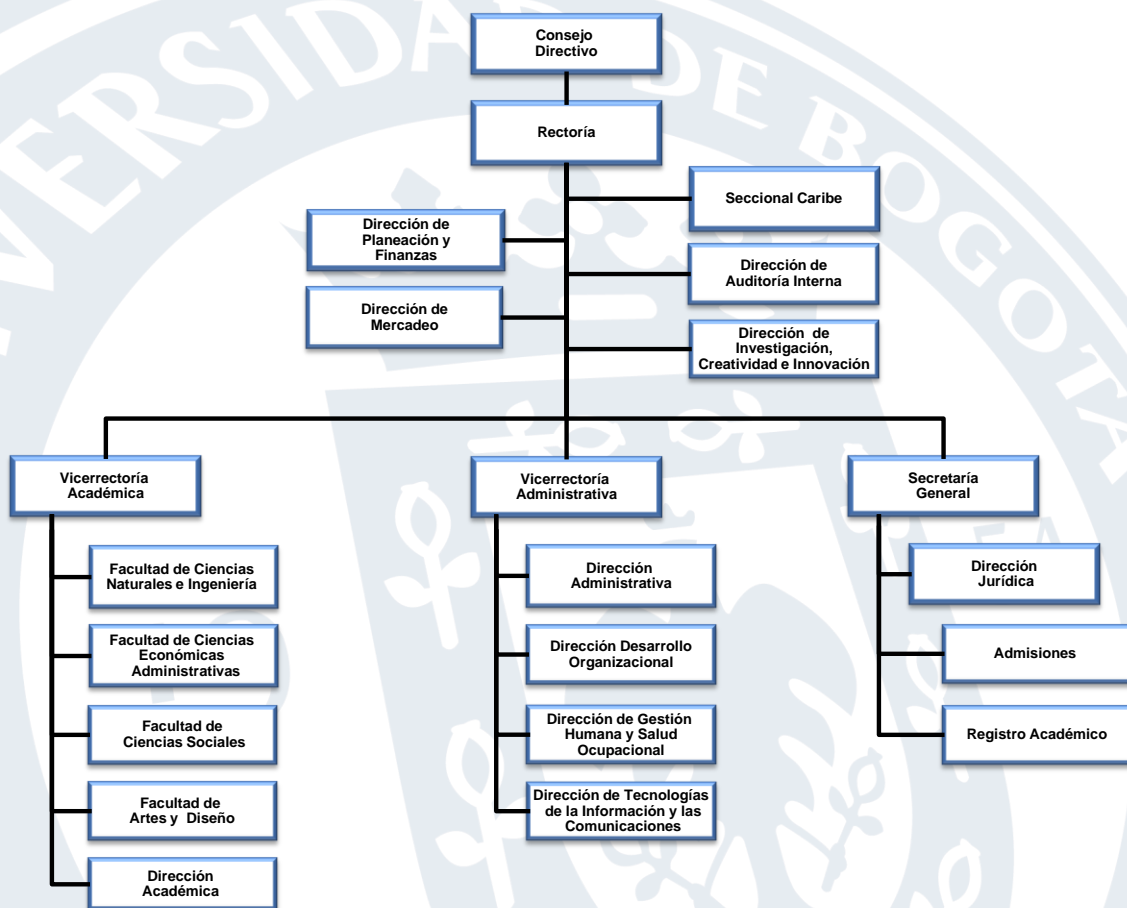 UNIVERSIDAD DE BOGOTA
Consejo
Directivo
Rectoría
Seccional Caribe
Dirección de
Planeación y
Finanzas
Dirección de
Auditoría Interna
Dirección de
Mercadeo
Dirección de
Investigación,
Creatividad e Innovación
Vicerrectoría
Académica
Vicerrectoría
Administrativa
Secretaría
General
Facultad de Ciencias
Naturales e Ingeniería
Facultad de Ciencias
Económicas
Administrativas
Facultad de
Ciencias Sociales
Facultad de
Artes y Diseño
Dirección
Académica
Dirección
Administrativa
Dirección Desarrollo
Organizacional
Dirección de Gestión
Humana y Salud
Ocupacional
Dirección de Tecnologías
de la Información y las
Comunicaciones
Dirección
Jurídica
Admisiones
Registro Académico